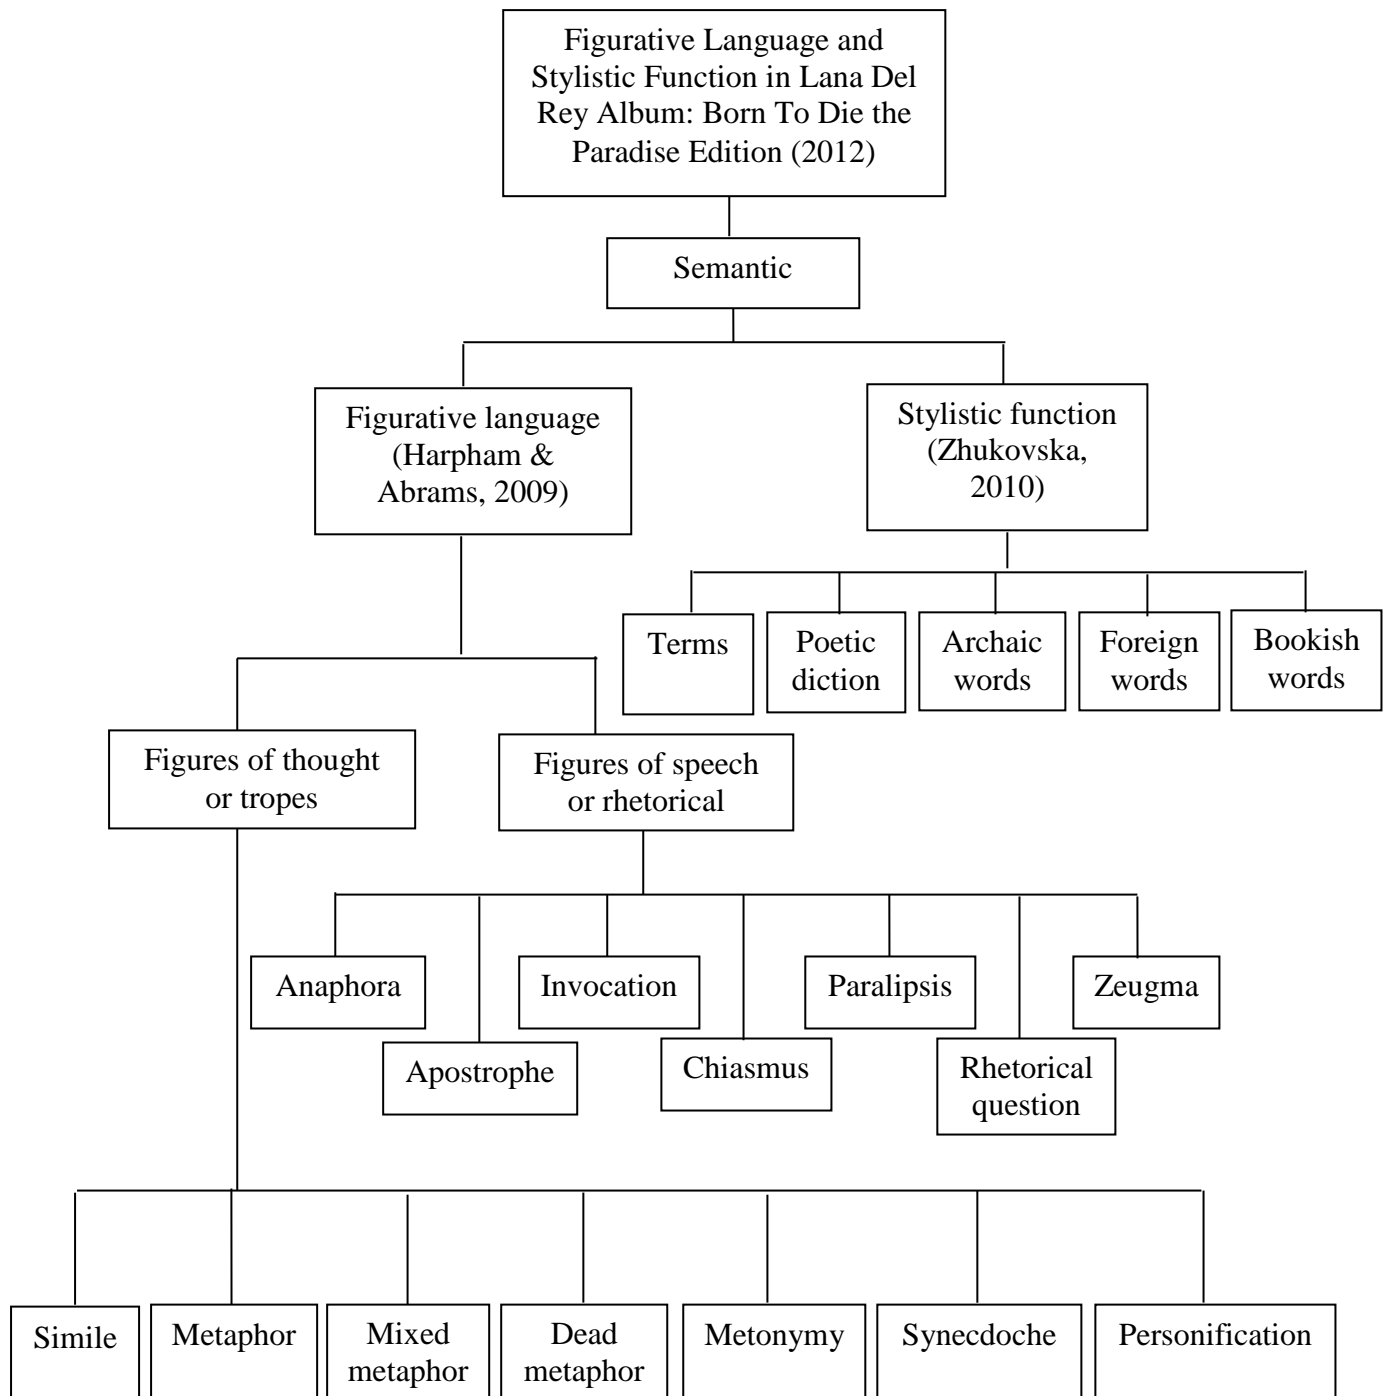 Figurative Language and
Stylistic Function in Lana Del
Rey Album: Born To Die the
Paradise Edition (2012)
Semantic
Figurative language
(Harpham &
Abrams, 2009)
Stylistic function
(Zhukovska,
2010)
Terms
Poetic
diction
Archaic
words
Foreign
words
Bookish
words
Figures of thought
or tropes
Figures of speech
or rhetorical
Anaphora
Invocation
Paralipsis
Zeugma
Apostrophe
Chiasmus
Rhetorical
question
Simile
Metaphor
Mixed
metaphor
Dead
metaphor
Metonymy
Synecdoche
Personification